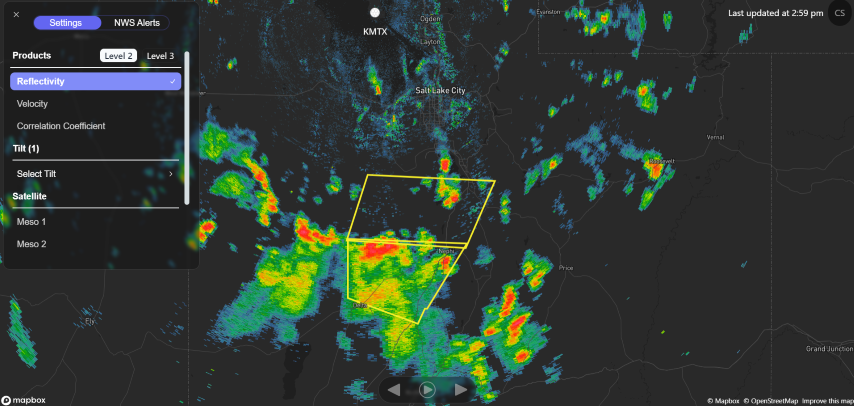 Settings
NWS Alerts
Last updated at 2:59 pm
CS
Products
Level 2
Level 3
Reflectivity
Velocity
Correlation Coefficient
Tilt (1)
Select Tilt
Satellite
Meso 1
Meso 2
KMTX
Ogden
Layton
Evanston
Salt Lake City
Vernal
Roosevelt
Price
Ely
Grand Junction
mapbox
© Mapbox © OpenStreetMap Improve this map